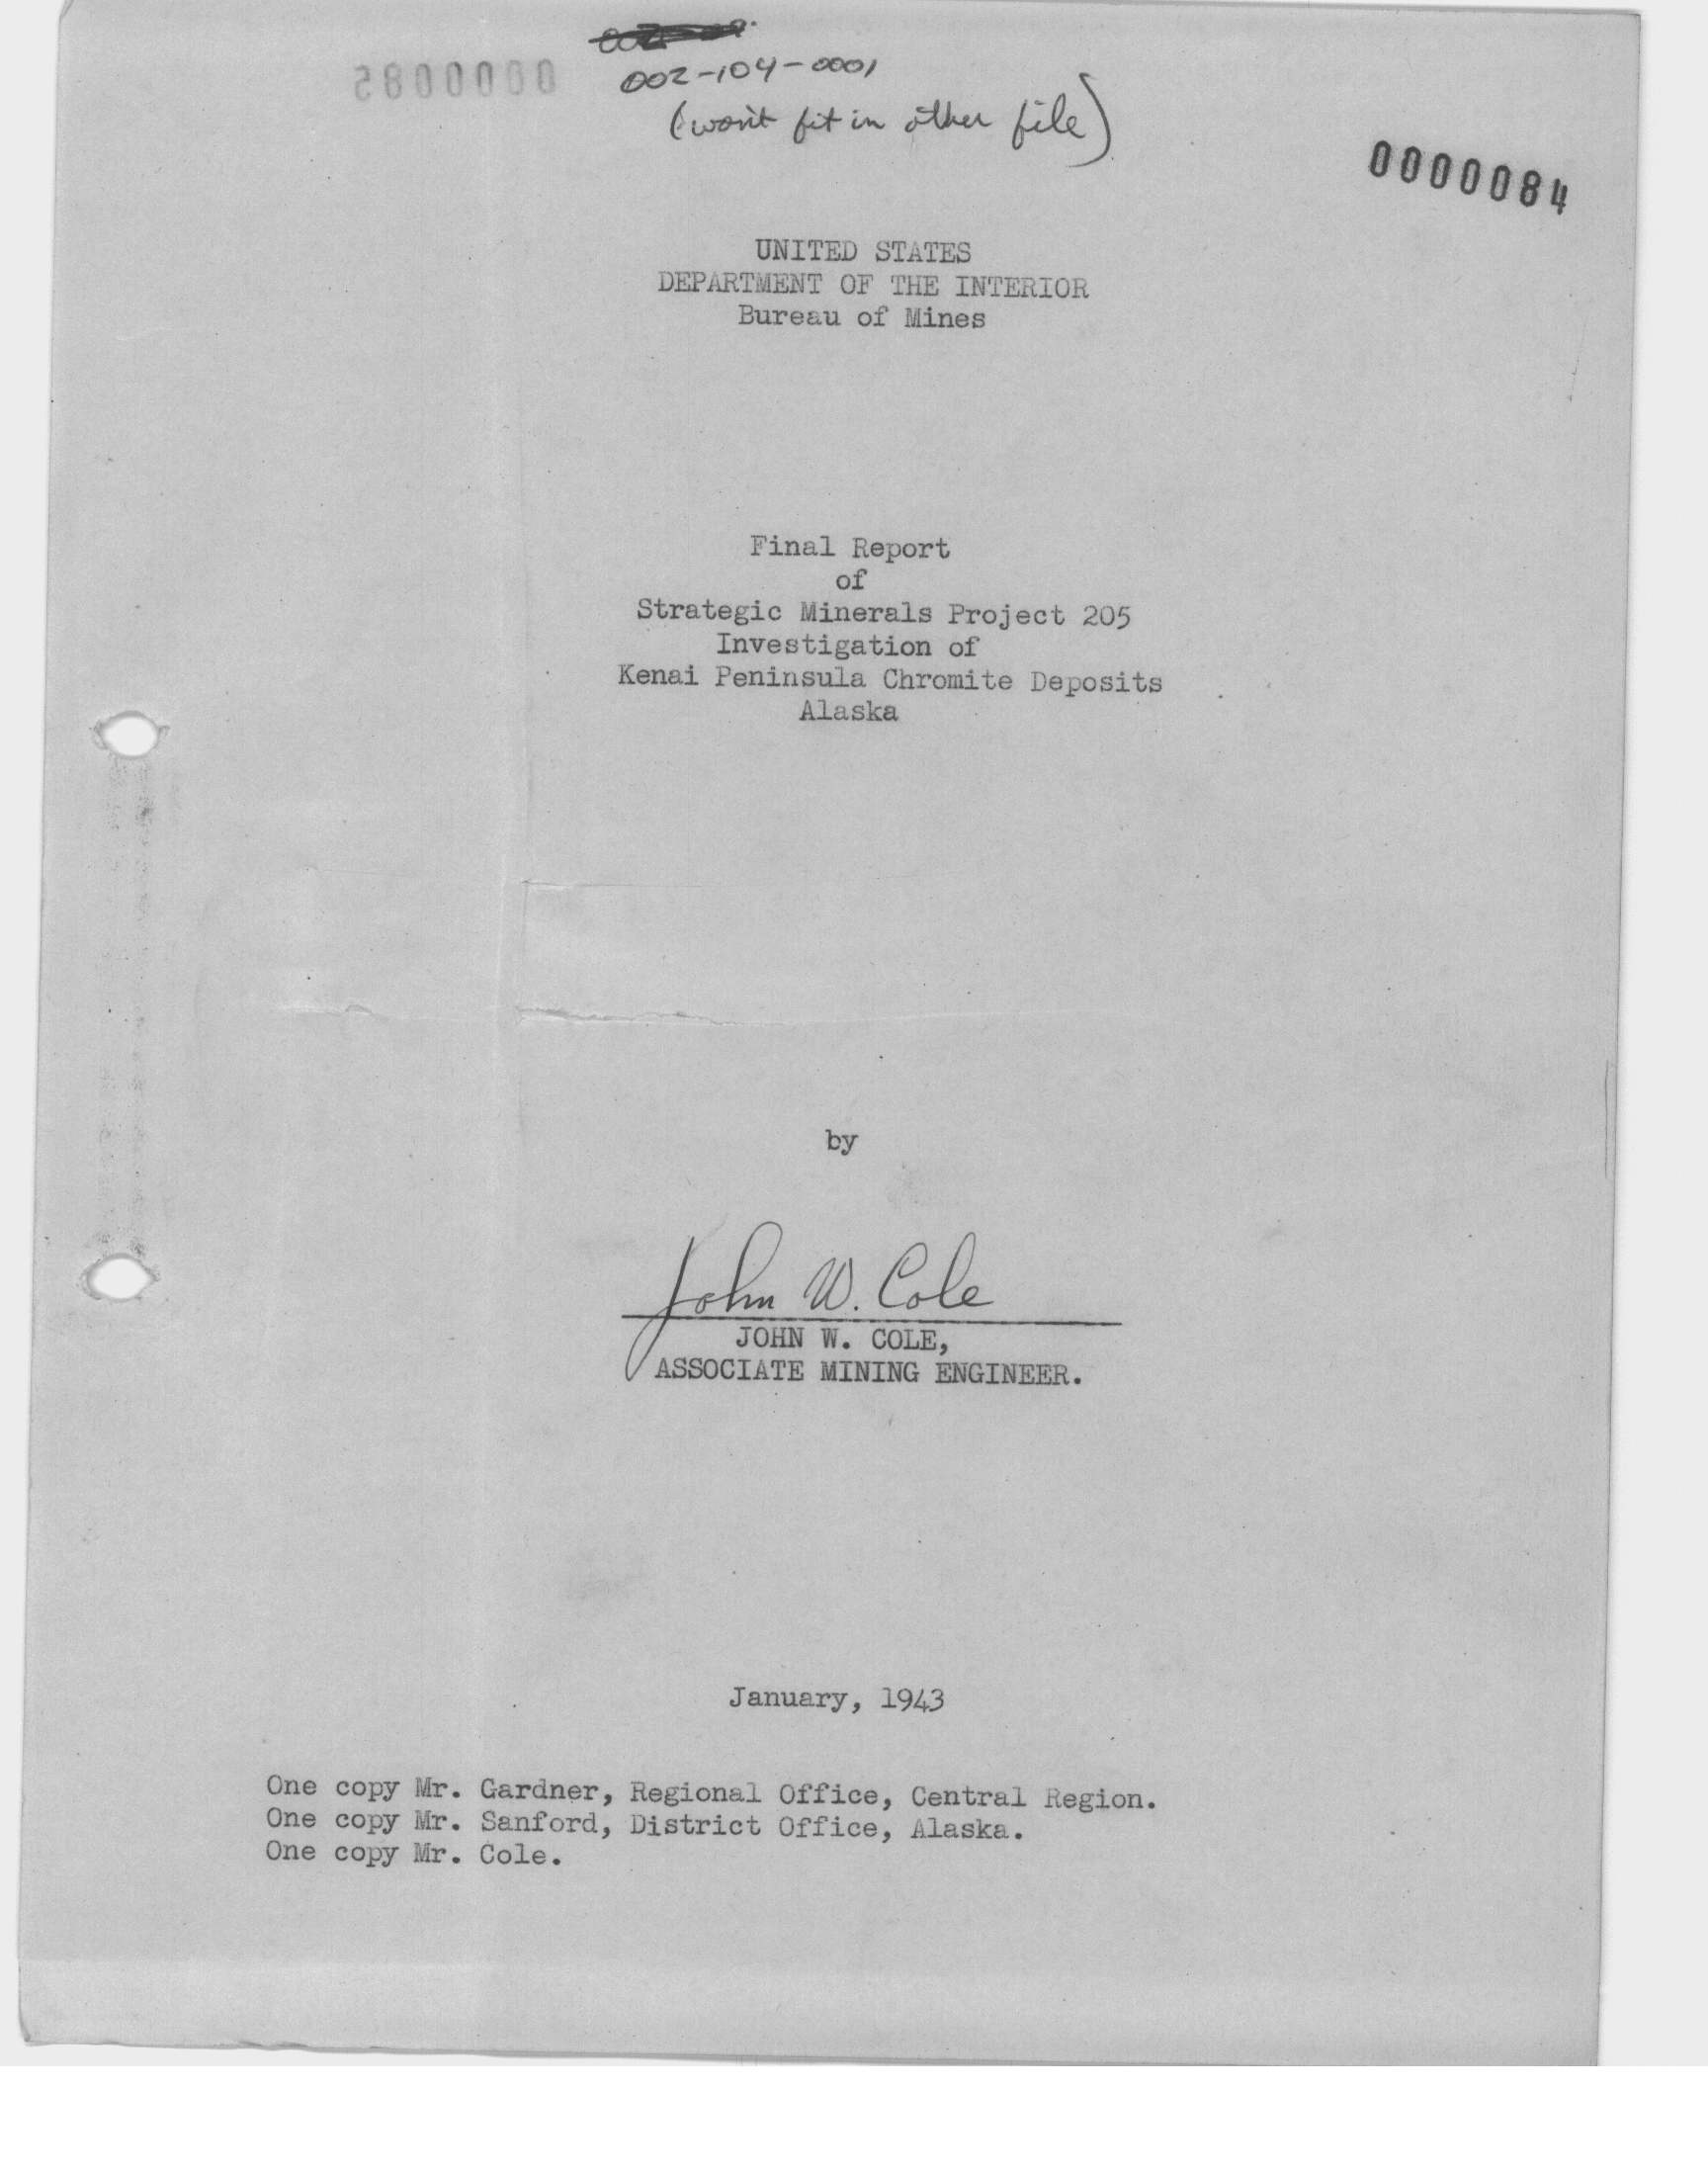 002-104-0001
(won't fit in other file)
0000085
0000084
UNITED STATES
DEPARTMENT OF THE INTERIOR
Bureau of Mines
Final Report
of
Strategic Minerals Project 205
Investigation of
Kenai Peninsula Chromite Deposits
Alaska
by
John W. Cole
JOHN W. COLE,
ASSOCIATE MINING ENGINEER.
January, 1943
One copy Mr. Gardner, Regional Office, Central Region.
One copy Mr. Sanford, District Office, Alaska.
One copy Mr. Cole.